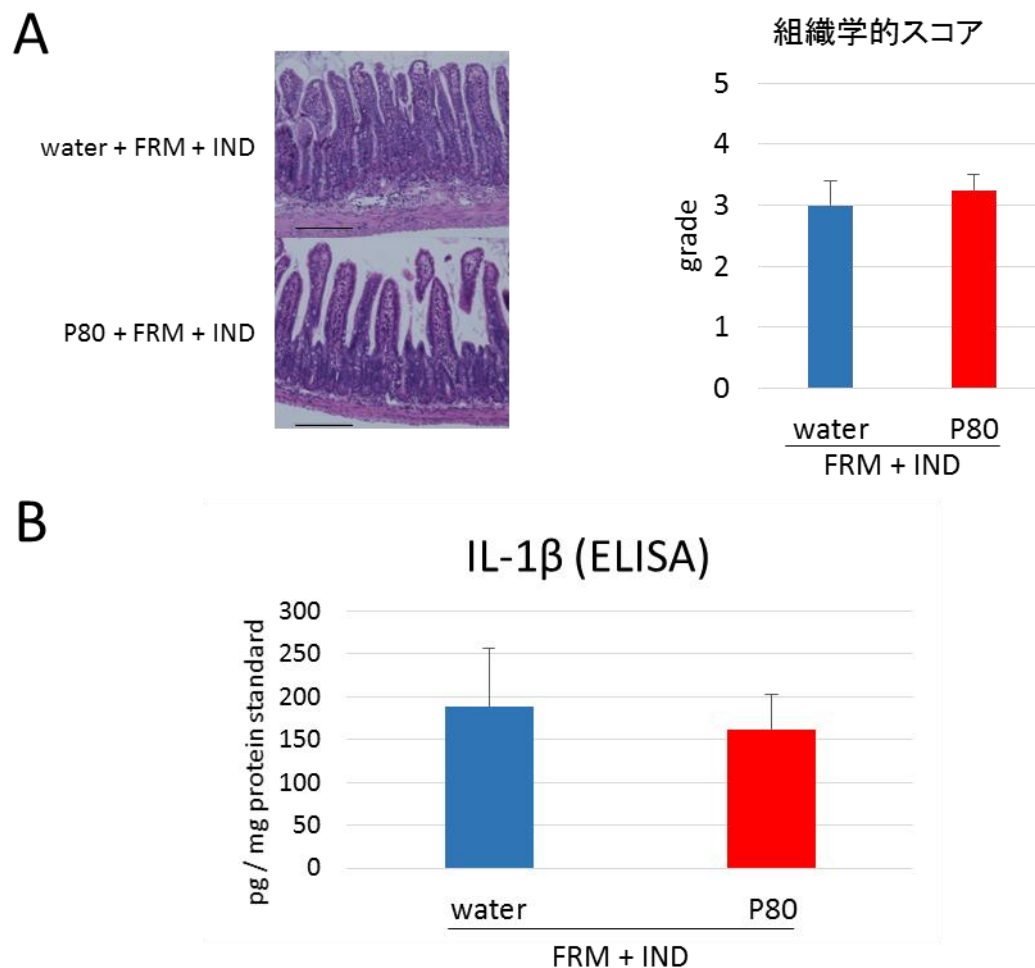 A
water + FRM + IND
P80 + FRM + IND
組織学的スコア
5
4
3
2
1
0
grade
water P80
FRM + IND
B
IL-1β (ELISA)
300
250
200
150
100
50
0
pg / mg protein standard
water P80
FRM + IND